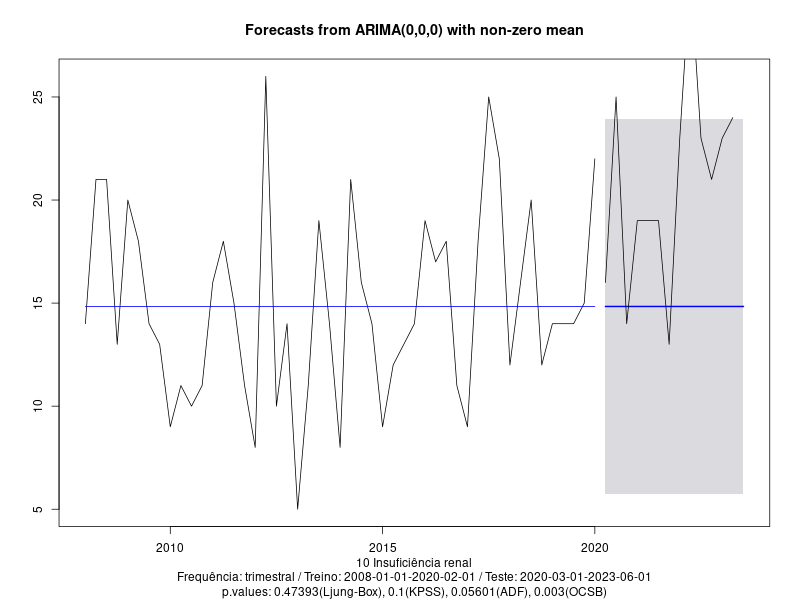 Forecasts from ARIMA(0,0,0) with non-zero mean
25
20
15
10
5
2010
2015
2020
10 Insuficiência renal
Frequência: trimestral / Treino: 2008-01-01-2020-02-01 / Teste: 2020-03-01-2023-06-01
p.values: 0.47393(Ljung-Box), 0.1(KPSS), 0.05601(ADF), 0.003(OCSB)